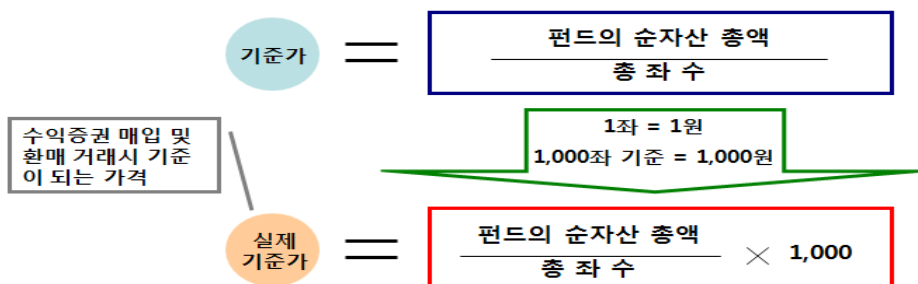 기준가
=
펀드의 순자산 총액
총 좌 수
수익증권 매입 및
환매 거래시 기준
이 되는 가격
1좌 = 1원
1,000좌 기준 = 1,000원
실제
기준가
=
펀드의 순자산 총액
총 좌 수
× 1,000